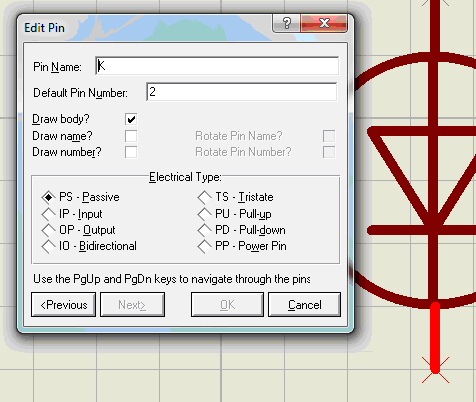 Edit Pin
Pin Name: K
Default Pin Number: 2
Draw body?
Draw name? Rotate Pin Name?
Draw number? Rotate Pin Number?
Electrical Type:
PS - Passive TS - Tristate
IP - Input PU - Pull-up
OP - Output PD - Pull-down
IO - Bidirectional PP - Power Pin
Use the PgUp and PgDn keys to navigate through the pins
<Previous Next> OK Cancel